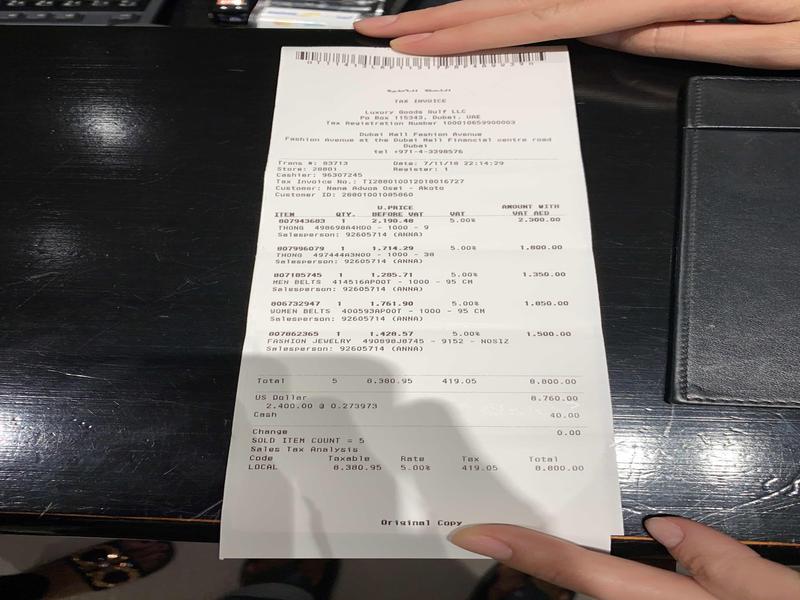 TAX INVOICE
Luxury Goods Gulf LLC
Po Box 115343, Dubai, UAE
Tax Registration Number 100010659900003
Dubai Mall Fashion Avenue
Fashion Avenue at the Dubai Mall Financial centre road
Dubai
tel +971-4-3398576
Trans #: 83713 Date: 7/11/18 22:14:29
Store: 28801 Register: 1
Cashier: 96307245
Tax Invoice No.: TI288010012018016727
Customer: Nana Adwoa Osei - Akoto
Customer ID: 28801001085060
U.PRICE AMOUNT WITH
ITEM QTY. BEFORE VAT VAT VAT AED
807943683 1 2,190.48 5.00% 2,300.00
THONG 498698A4H00 - 1000 - 9
Salesperson: 92605714 (ANNA)
807996079 1 1,714.29 5.00% 1,800.00
THONG 497444A3N00 - 1000 - 38
Salesperson: 92605714 (ANNA)
807185745 1 1,285.71 5.00% 1,350.00
MEN BELTS 414516AP00T - 1000 - 95 CM
Salesperson: 92605714 (ANNA)
806732947 1 1,761.90 5.00% 1,850.00
WOMEN BELTS 400593AP00T - 1000 - 95 CM
Salesperson: 92605714 (ANNA)
807862365 1 1,428.57 5.00% 1,500.00
FASHION JEWELRY 490898J8745 - 9152 - NOSIZ
Salesperson: 92605714 (ANNA)
Total 5 8,380.95 419.05 8,800.00
US Dollar 8,760.00
2,400.00 @ 0.273973
Cash 40.00
Change 0.00
SOLD ITEM COUNT = 5
Sales Tax Analysis
Code Taxable Rate Tax Total
LOCAL 8,380.95 5.00% 419.05 8,800.00
Original Copy